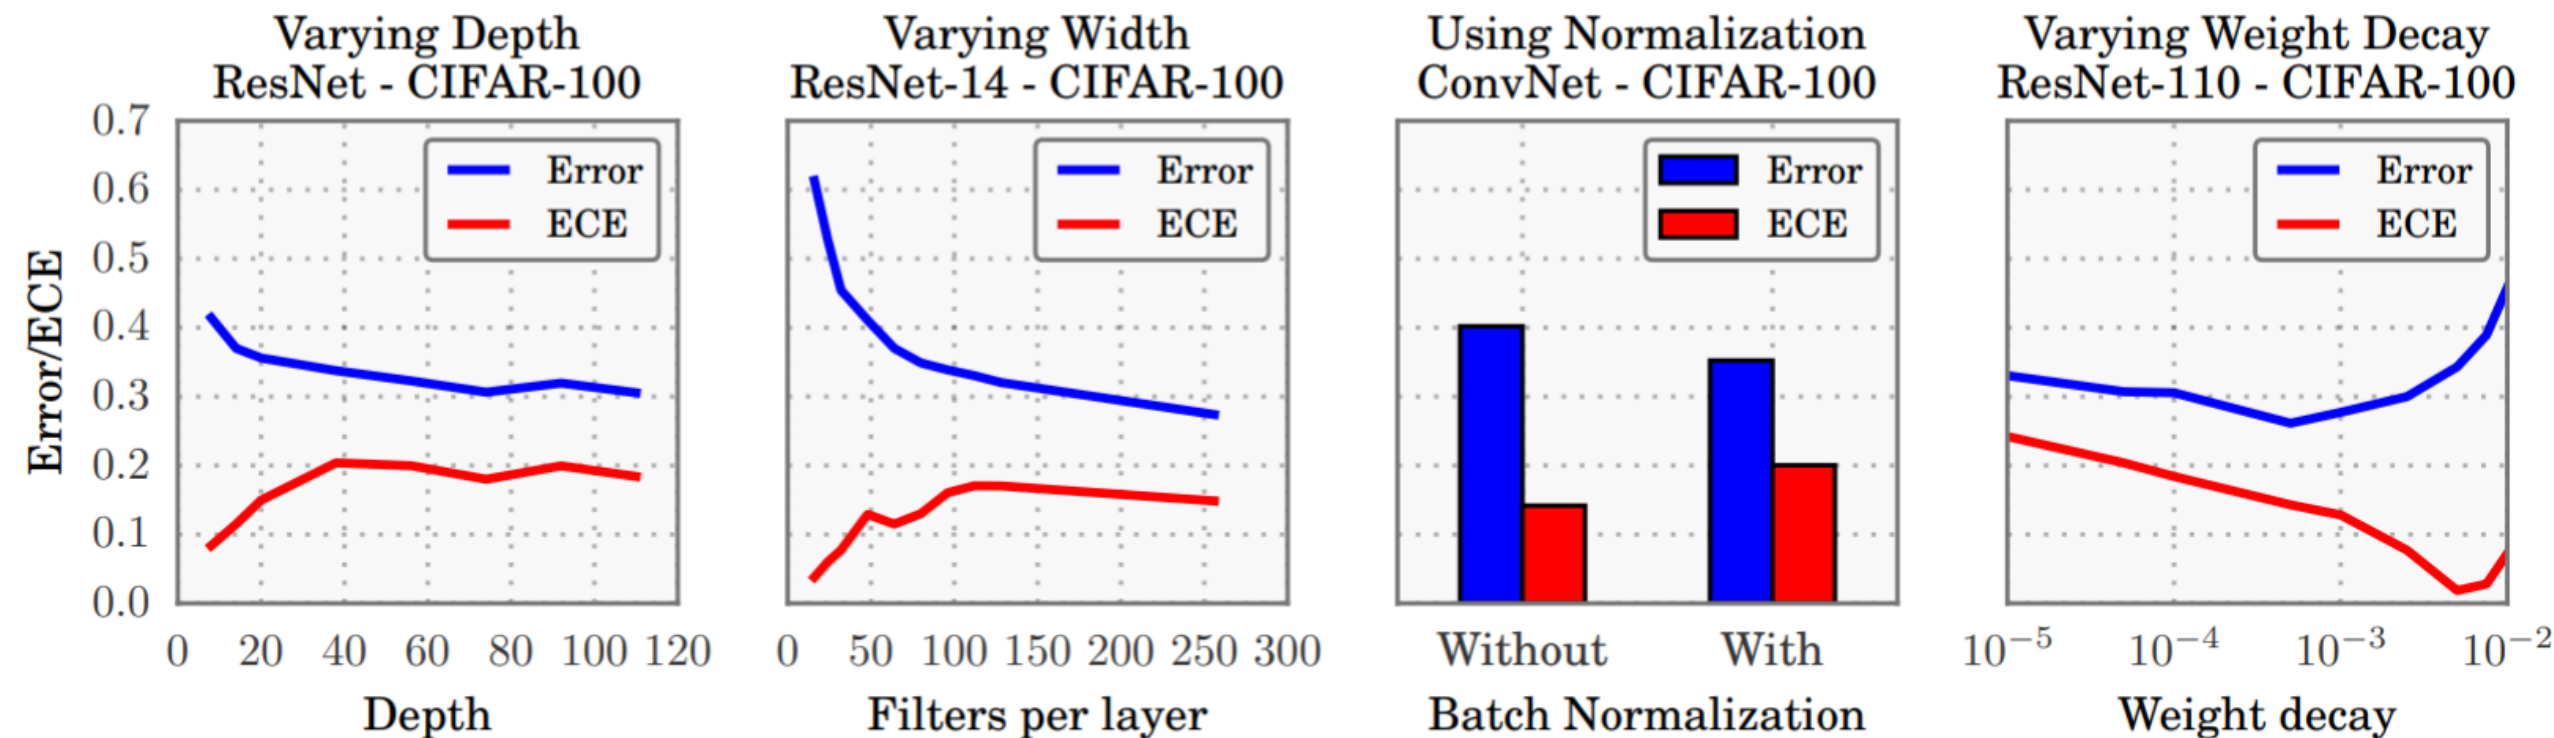 Varying Depth
ResNet - CIFAR-100
Varying Width
ResNet-14 - CIFAR-100
Using Normalization
ConvNet - CIFAR-100
Varying Weight Decay
ResNet-110 - CIFAR-100
Error/ECE
0.7
0.6
0.5
0.4
0.3
0.2
0.1
0.0
Error
ECE
0 20 40 60 80 100 120
Depth
Error
ECE
0 50 100 150 200 250 300
Filters per layer
Error
ECE
Without With
Batch Normalization
Error
ECE
10⁻⁵ 10⁻⁴ 10⁻³ 10⁻²
Weight decay